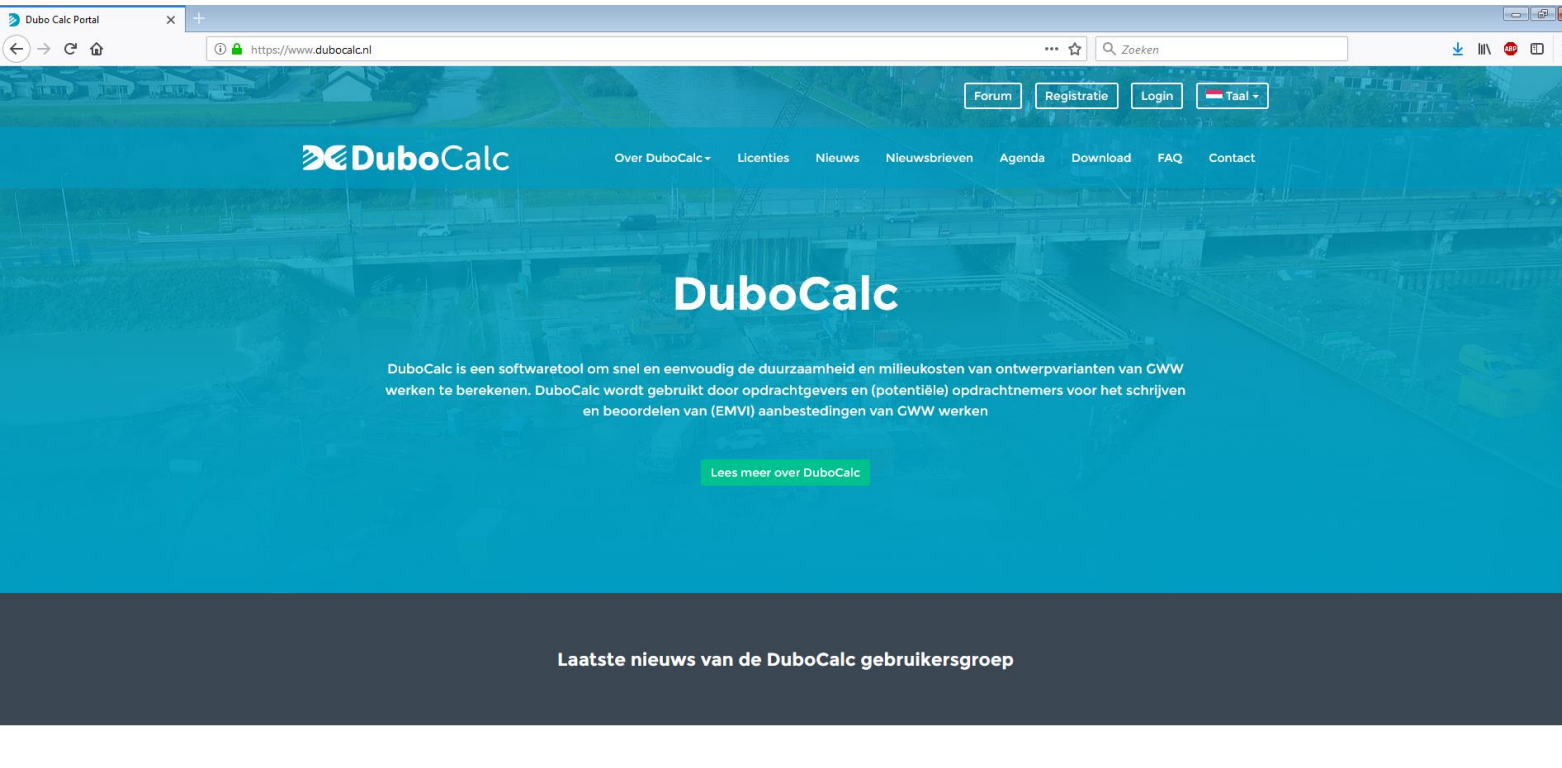 Dubo Calc Portal
https://www.dubocalc.nl
Zoeken
ABP
Forum Registratie Login Taal
DuboCalc
Over DuboCalc Licenties Nieuws Nieuwsbrieven Agenda Download FAQ Contact
DuboCalc
DuboCalc is een softwaretool om snel en eenvoudig de duurzaamheid en milieukosten van ontwerpvarianten van GWW
werken te berekenen. DuboCalc wordt gebruikt door opdrachtgevers en (potentiële) opdrachtnemers voor het schrijven
en beoordelen van (EMVI) aanbestedingen van GWW werken
Lees meer over DuboCalc
Laatste nieuws van de DuboCalc gebruikersgroep